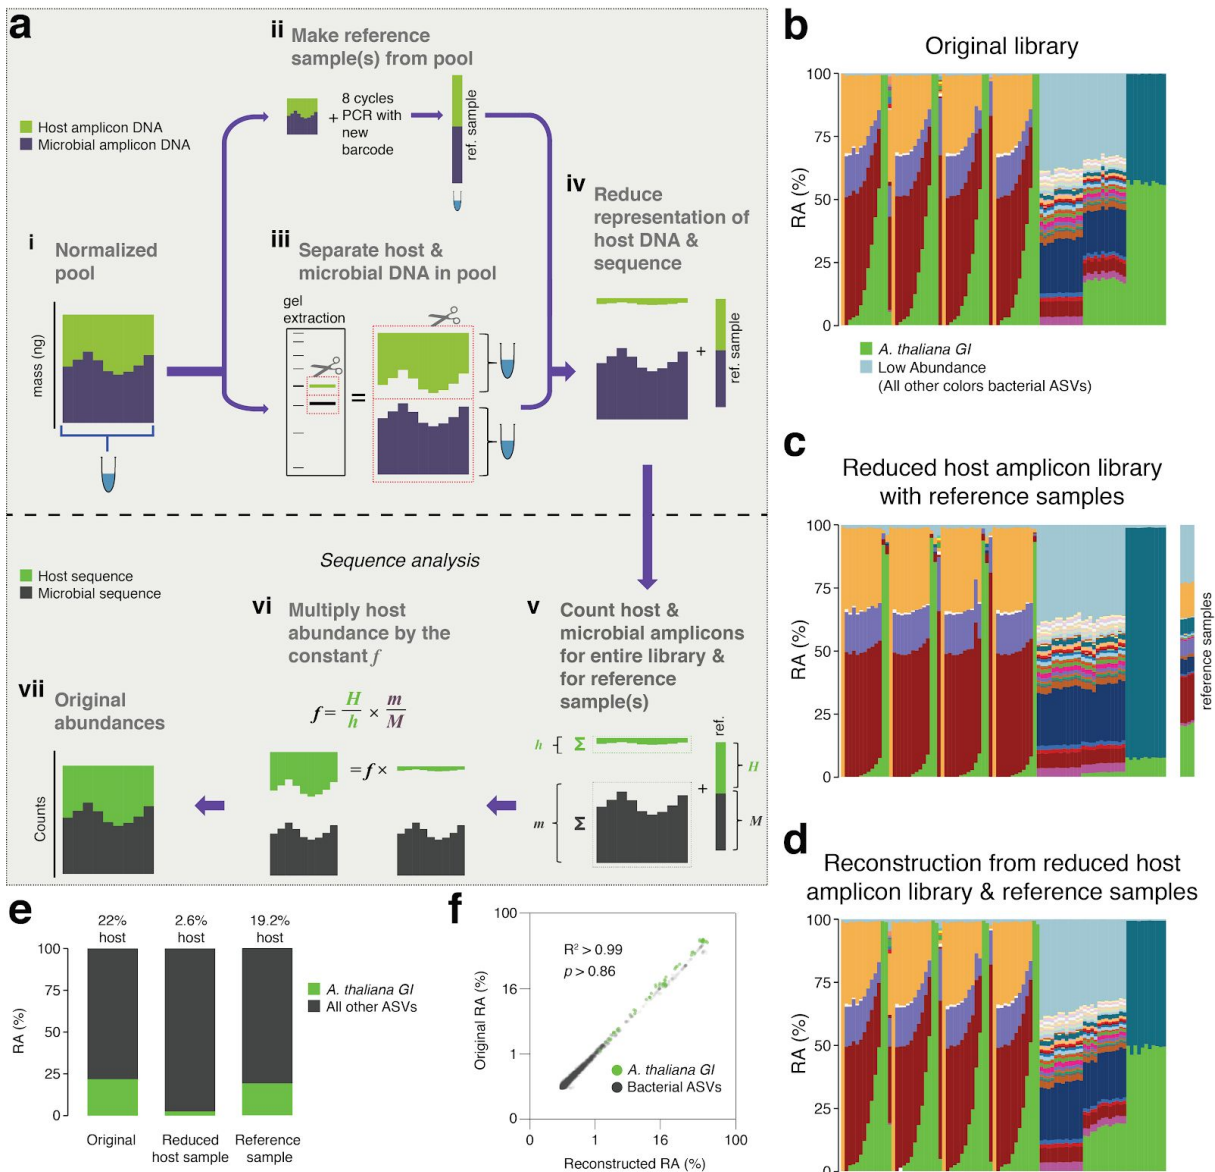 a
ii Make reference
sample(s) from pool
8 cycles
PCR with
new
barcode
+
ref. sample
Host amplicon DNA
Microbial amplicon DNA
i Normalized
pool
mass (ng)
iii Separate host &
microbial DNA in pool
gel
extraction
=
iv Reduce
representation of
host DNA &
sequence
+
ref. sample
Sequence analysis
Host sequence
Microbial sequence
v Count host &
microbial amplicons
for entire library &
for reference
sample(s)
h Σ
m Σ
+
ref.
H
M
vi Multiply host
abundance by the
constant f
f = H/h × m/M
= f ×
vii Original
abundances
Counts
b
Original library
RA (%)
100
75
50
25
0
A. thaliana GI
Low Abundance
(All other colors bacterial ASVs)
c
Reduced host amplicon library
with reference samples
RA (%)
100
75
50
25
0
reference samples
d
Reconstruction from reduced host
amplicon library & reference samples
RA (%)
100
75
50
25
e
22%
host
2.6%
host
19.2%
host
RA (%)
100
75
50
25
0
A. thaliana GI
All other ASVs
Original
Reduced
host sample
Reference
sample
f
Original RA (%)
100
16
1
0
R² > 0.99
p > 0.86
A. thaliana GI
Bacterial ASVs
0 1 16 100
Reconstructed RA (%)